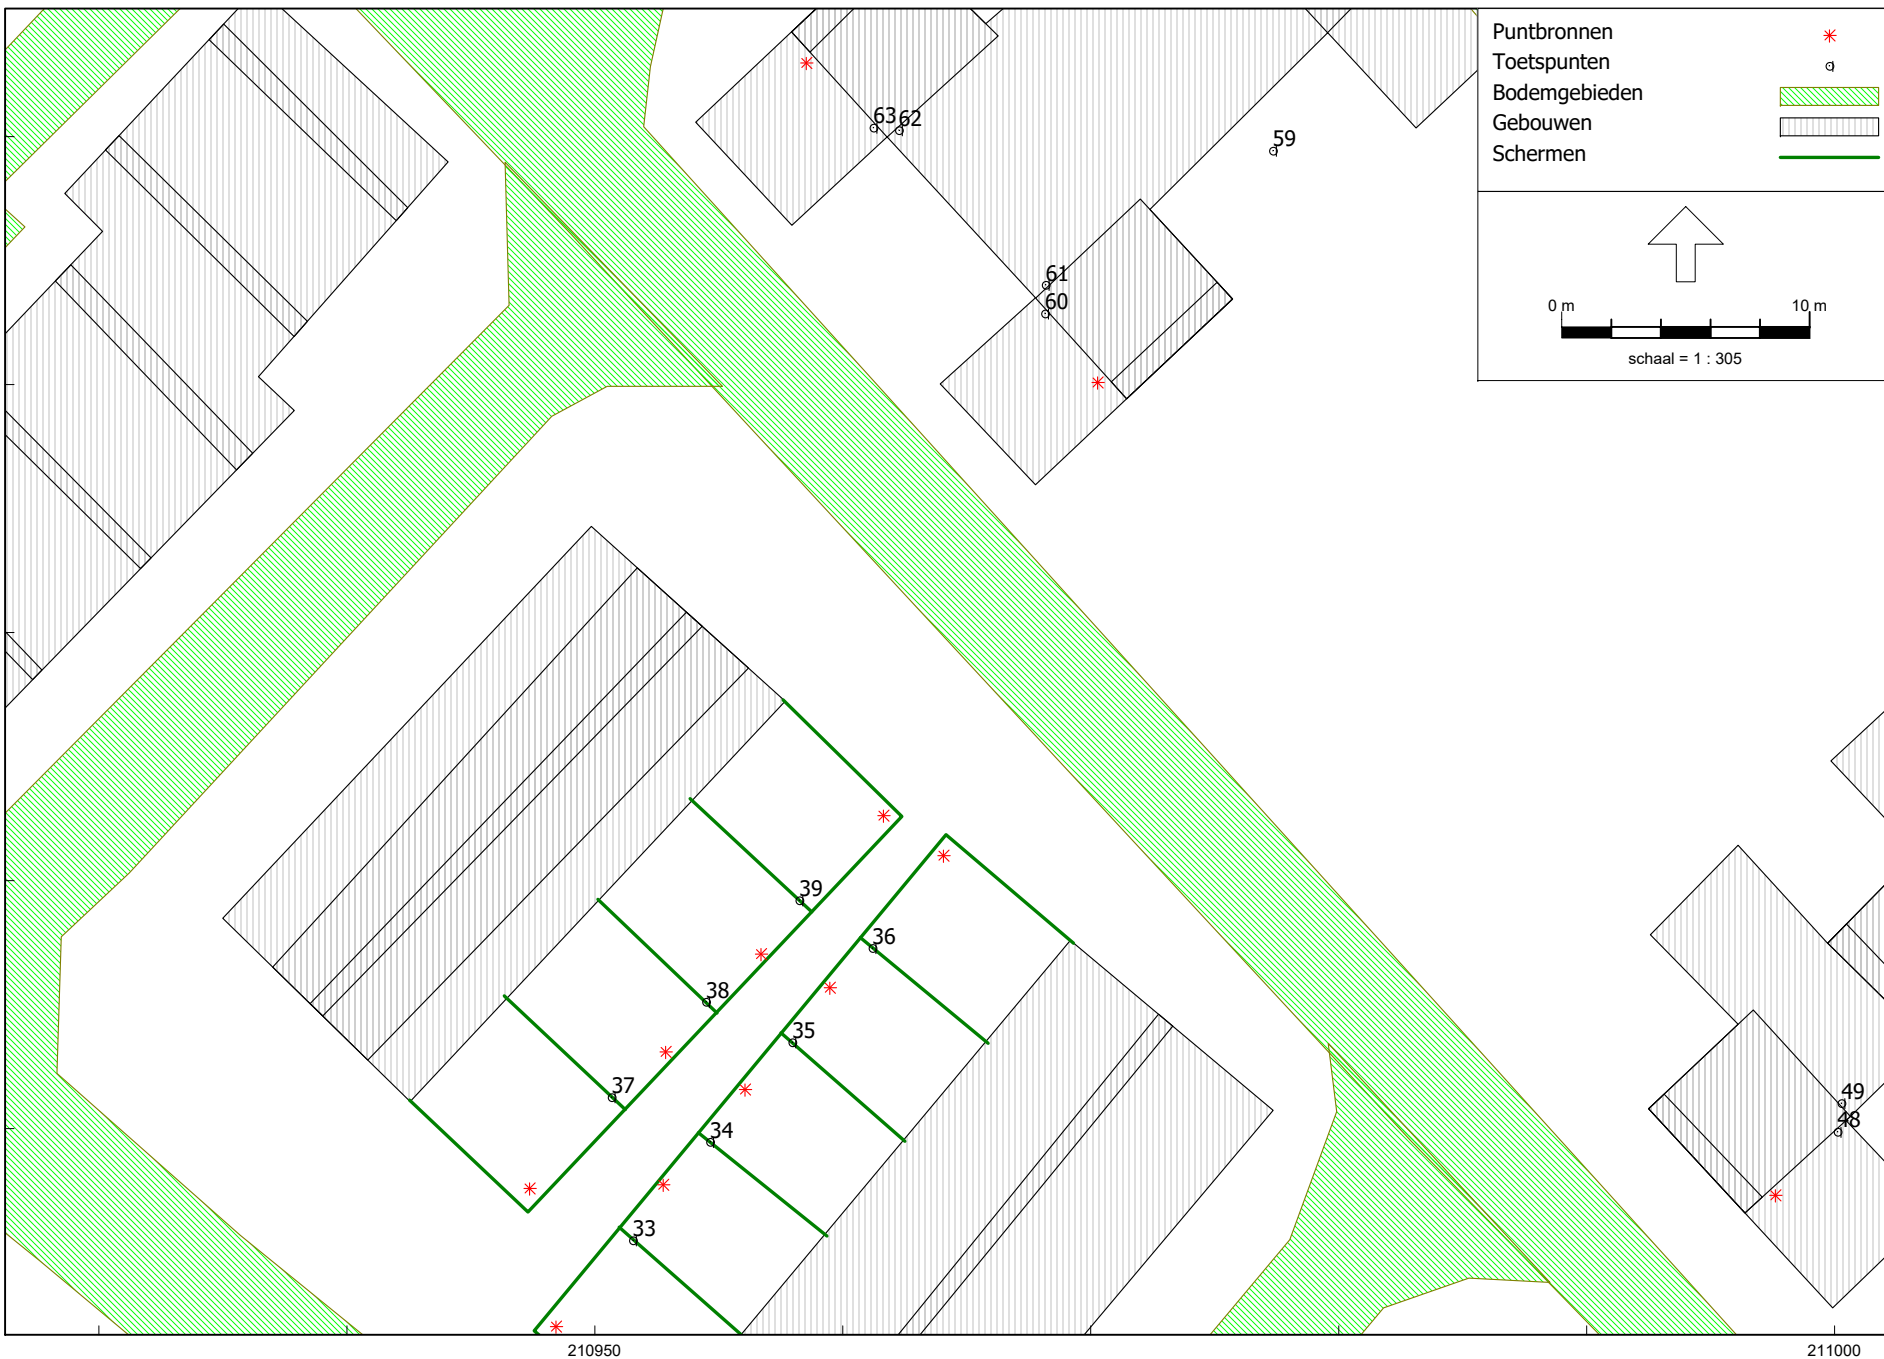 Puntbronnen
Toetspunten
Bodemgebieden
Gebouwen
Schermen
0 m 10 m
schaal = 1 : 305
63 62
59
61
60
39
36
38
35
37
34
33
49
48
210950 211000